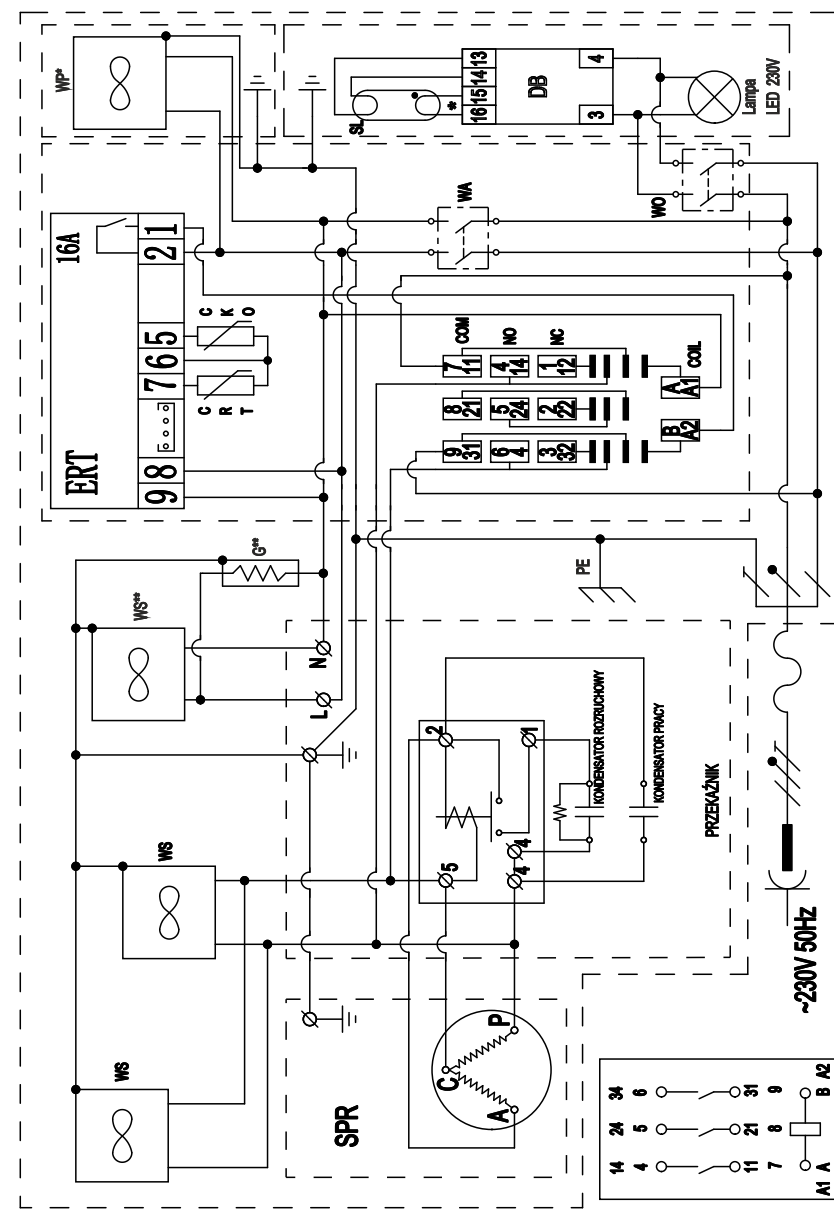 WP*
SL
*
16 15 14 13
DB
3 4
Lampa
LED 230V
16A
2 1
5
6
7
8
9
C K O
C R T
ERT
WA
WO
COM
NO
NC
7 11
4 14
1 12
8 21
5 24
2 22
9 31
6 4
3 32
COIL
A A1
B A2
G**
WS**
PE
N
L
2
1
5
4
4
KONDENSATOR ROZRUCHOWY
KONDENSATOR PRACY
PRZEKAŹNIK
WS
WS
SPR
C
A
P
~230V 50Hz
14 24 34
4 5 6
11 21 31
7 8 9
A1 A B A2